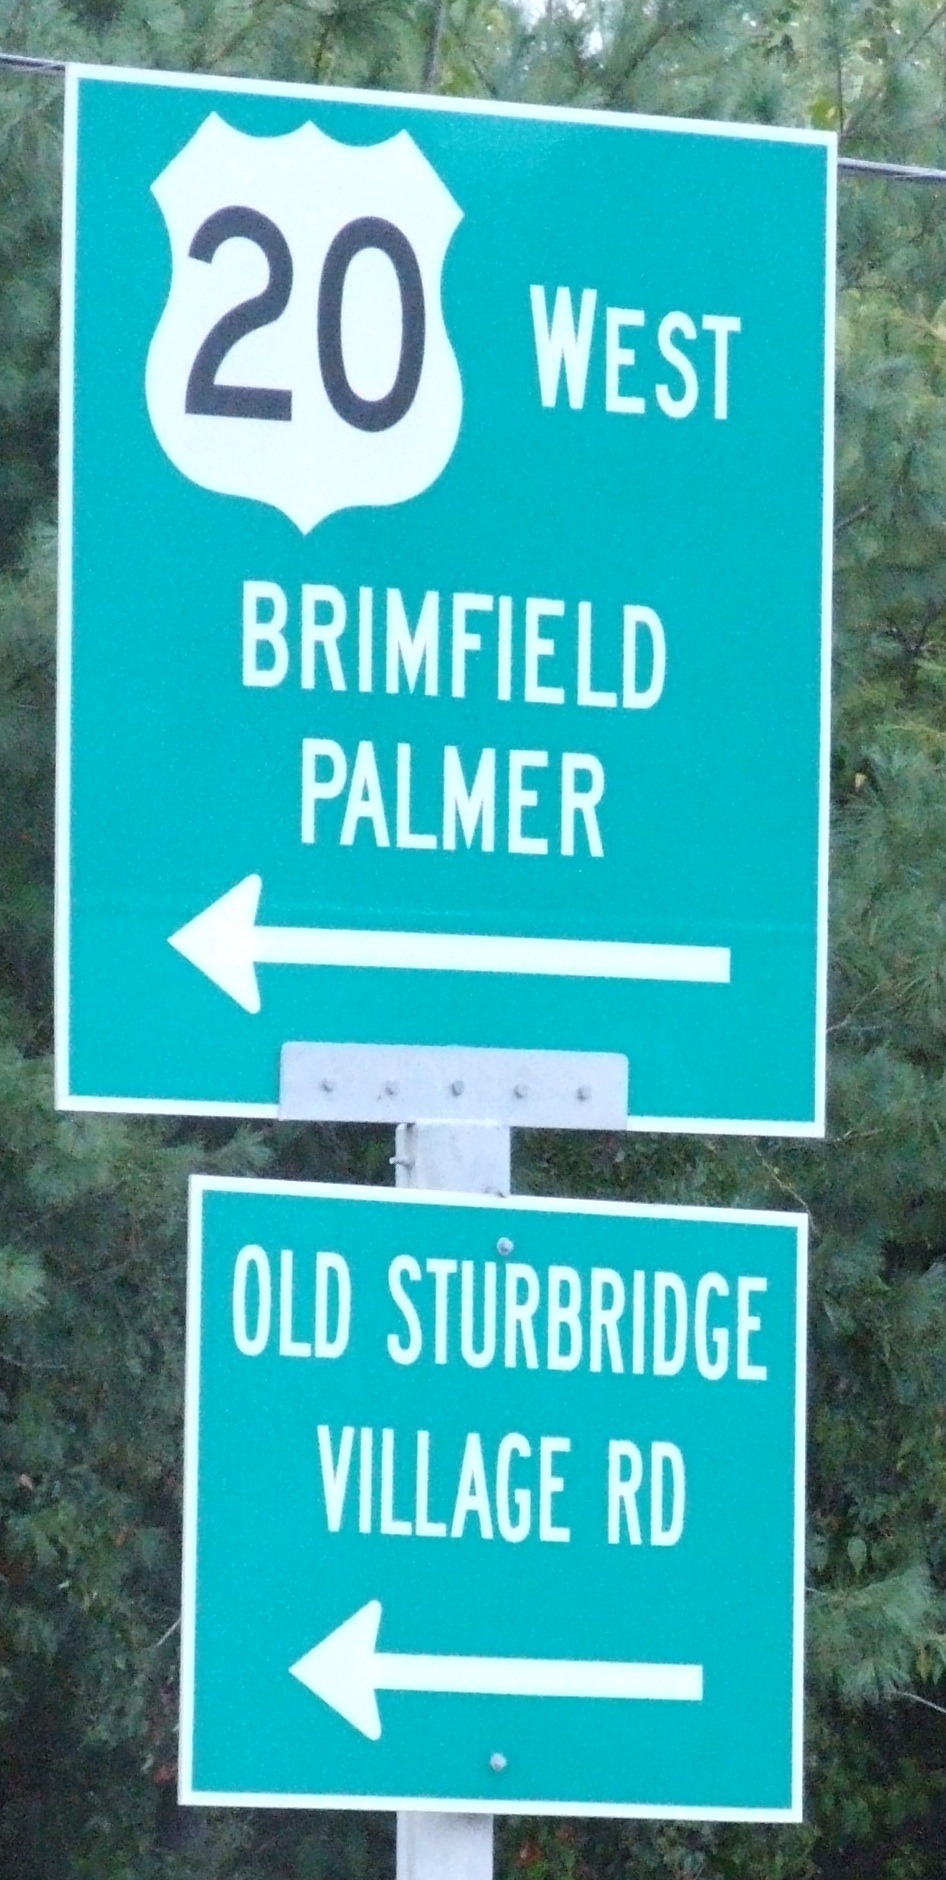 20 WEST
BRIMFIELD
PALMER
OLD STURBRIDGE
VILLAGE RD